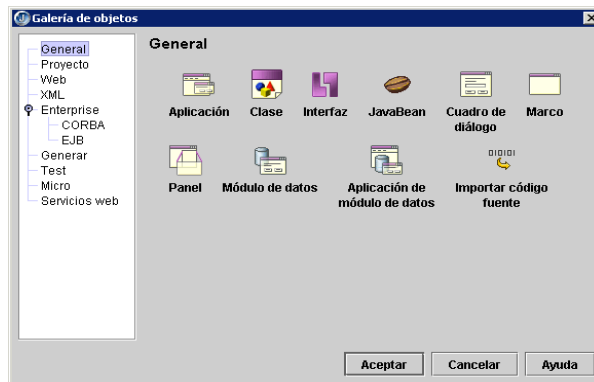 Galería de objetos
General
Proyecto
Web
XML
Enterprise
CORBA
EJB
Generar
Test
Micro
Servicios web
General
Aplicación Clase Interfaz JavaBean Cuadro de diálogo Marco
Panel Módulo de datos Aplicación de módulo de datos Importar código fuente
Aceptar Cancelar Ayuda